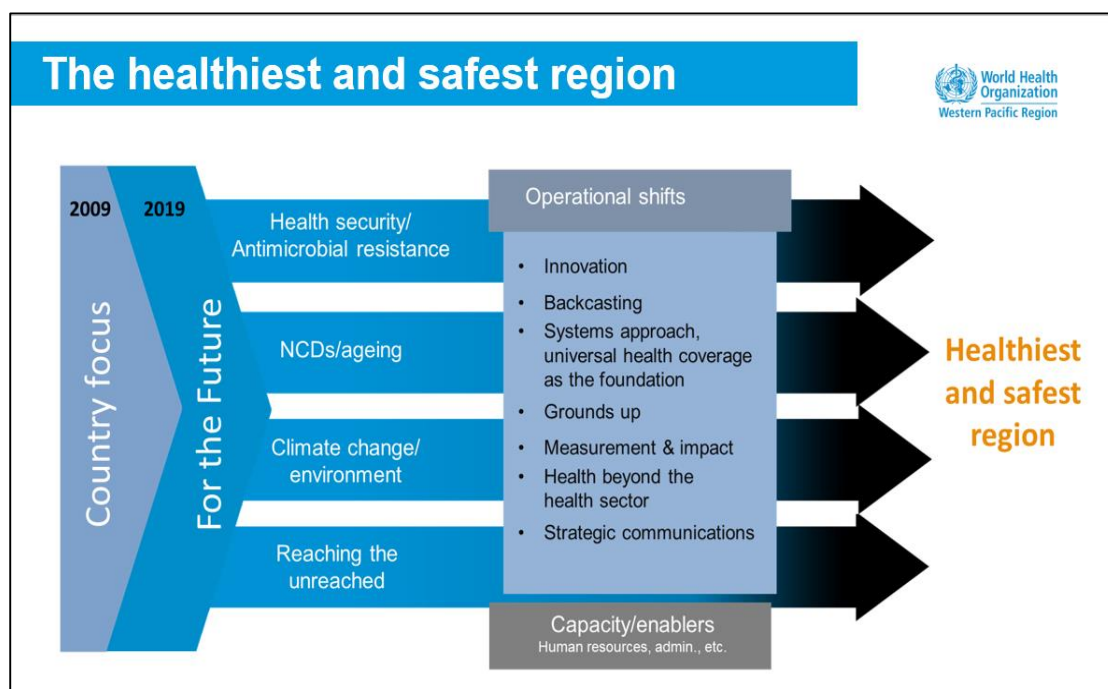 The healthiest and safest region
World Health
Organization
Western Pacific Region
2009
2019
Country focus
For the Future
Health security/
Antimicrobial resistance
NCDs/ageing
Climate change/
environment
Reaching the
unreached
Operational shifts
• Innovation
• Backcasting
• Systems approach,
universal health coverage
as the foundation
• Grounds up
• Measurement & impact
• Health beyond the
health sector
• Strategic communications
Capacity/enablers
Human resources, admin., etc.
Healthiest
and safest
region